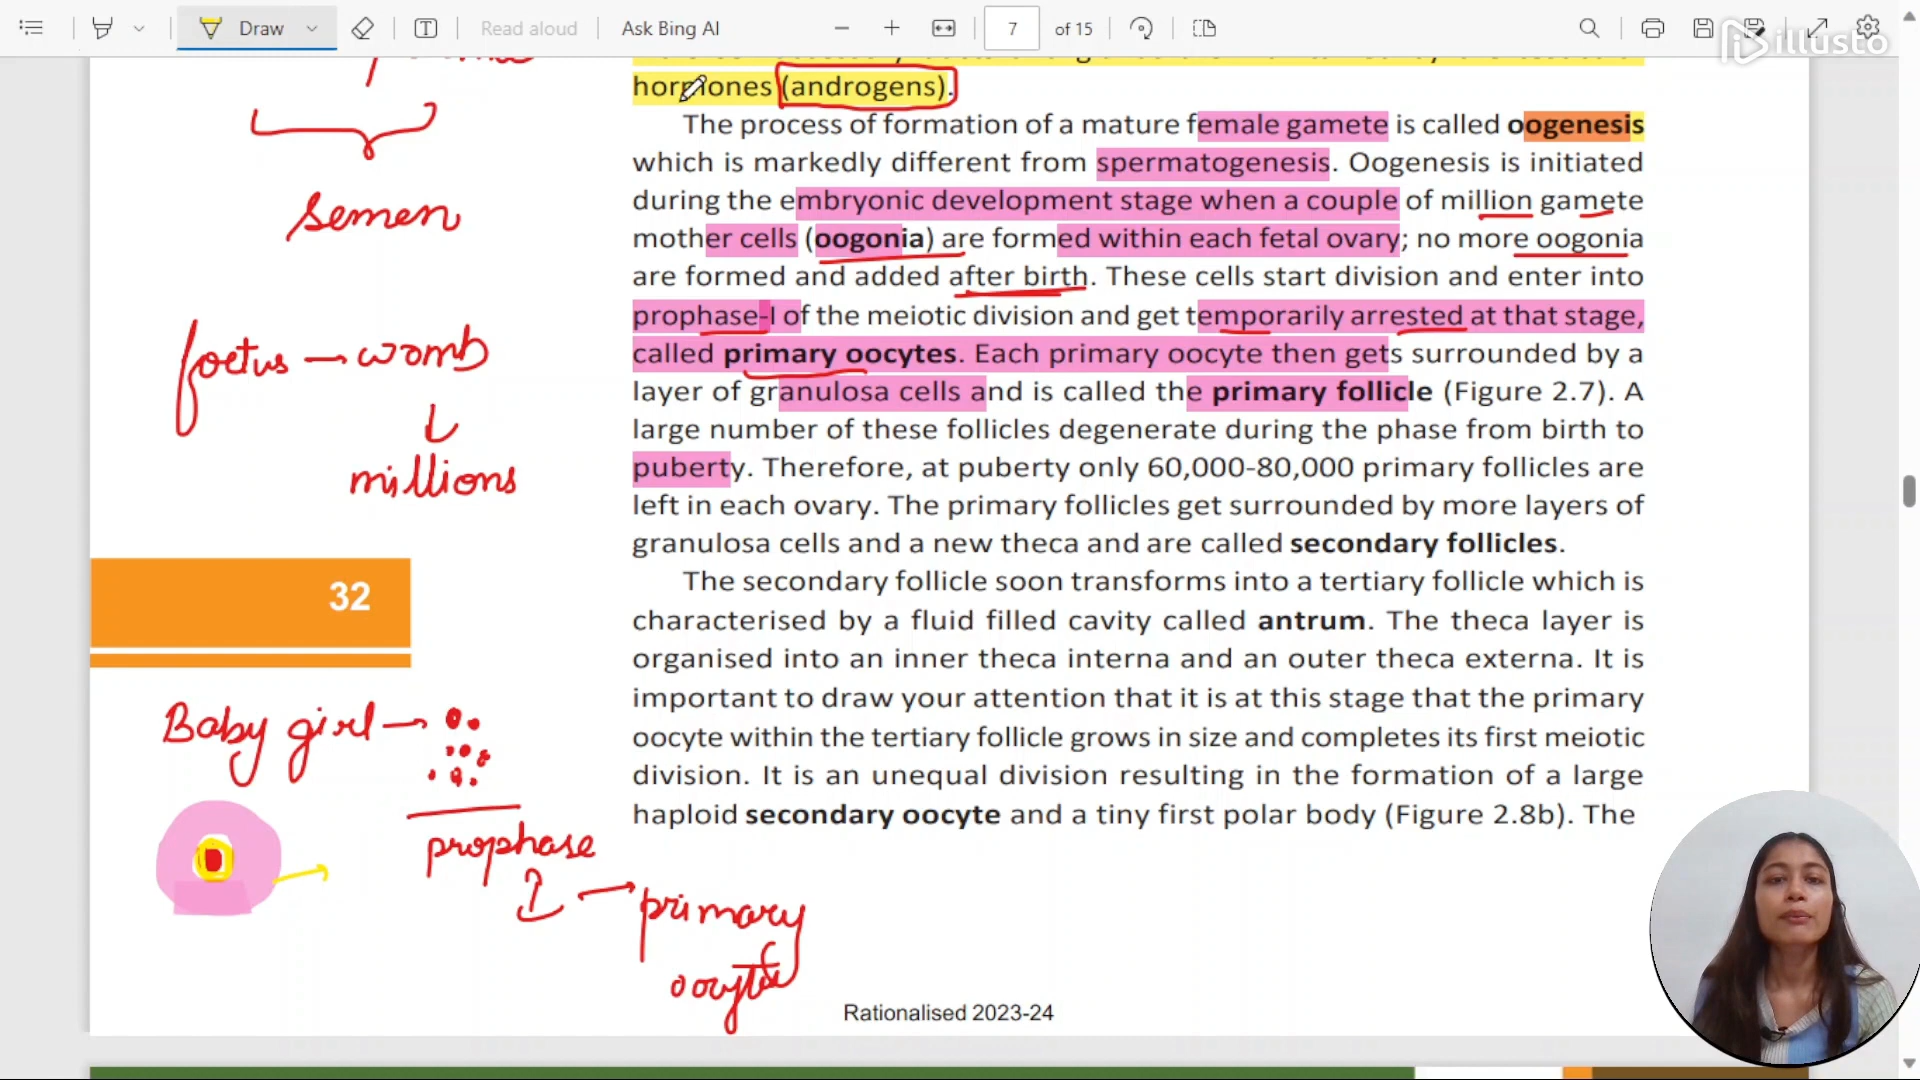 Draw
Read aloud
Ask Bing AI
7
of 15
illusto
hormones (androgens).
The process of formation of a mature female gamete is called oogenesis
which is markedly different from spermatogenesis. Oogenesis is initiated
during the embryonic development stage when a couple of million gamete
mother cells (oogonia) are formed within each fetal ovary; no more oogonia
are formed and added after birth. These cells start division and enter into
prophase-I of the meiotic division and get temporarily arrested at that stage,
called primary oocytes. Each primary oocyte then gets surrounded by a
layer of granulosa cells and is called the primary follicle (Figure 2.7). A
large number of these follicles degenerate during the phase from birth to
puberty. Therefore, at puberty only 60,000-80,000 primary follicles are
left in each ovary. The primary follicles get surrounded by more layers of
granulosa cells and a new theca and are called secondary follicles.
The secondary follicle soon transforms into a tertiary follicle which is
characterised by a fluid filled cavity called antrum. The theca layer is
organised into an inner theca interna and an outer theca externa. It is
important to draw your attention that it is at this stage that the primary
oocyte within the tertiary follicle grows in size and completes its first meiotic
division. It is an unequal division resulting in the formation of a large
haploid secondary oocyte and a tiny first polar body (Figure 2.8b). The
semen
foetus → womb
millions
32
Baby girl →
prophase
I → primary
oocyte
Rationalised 2023-24